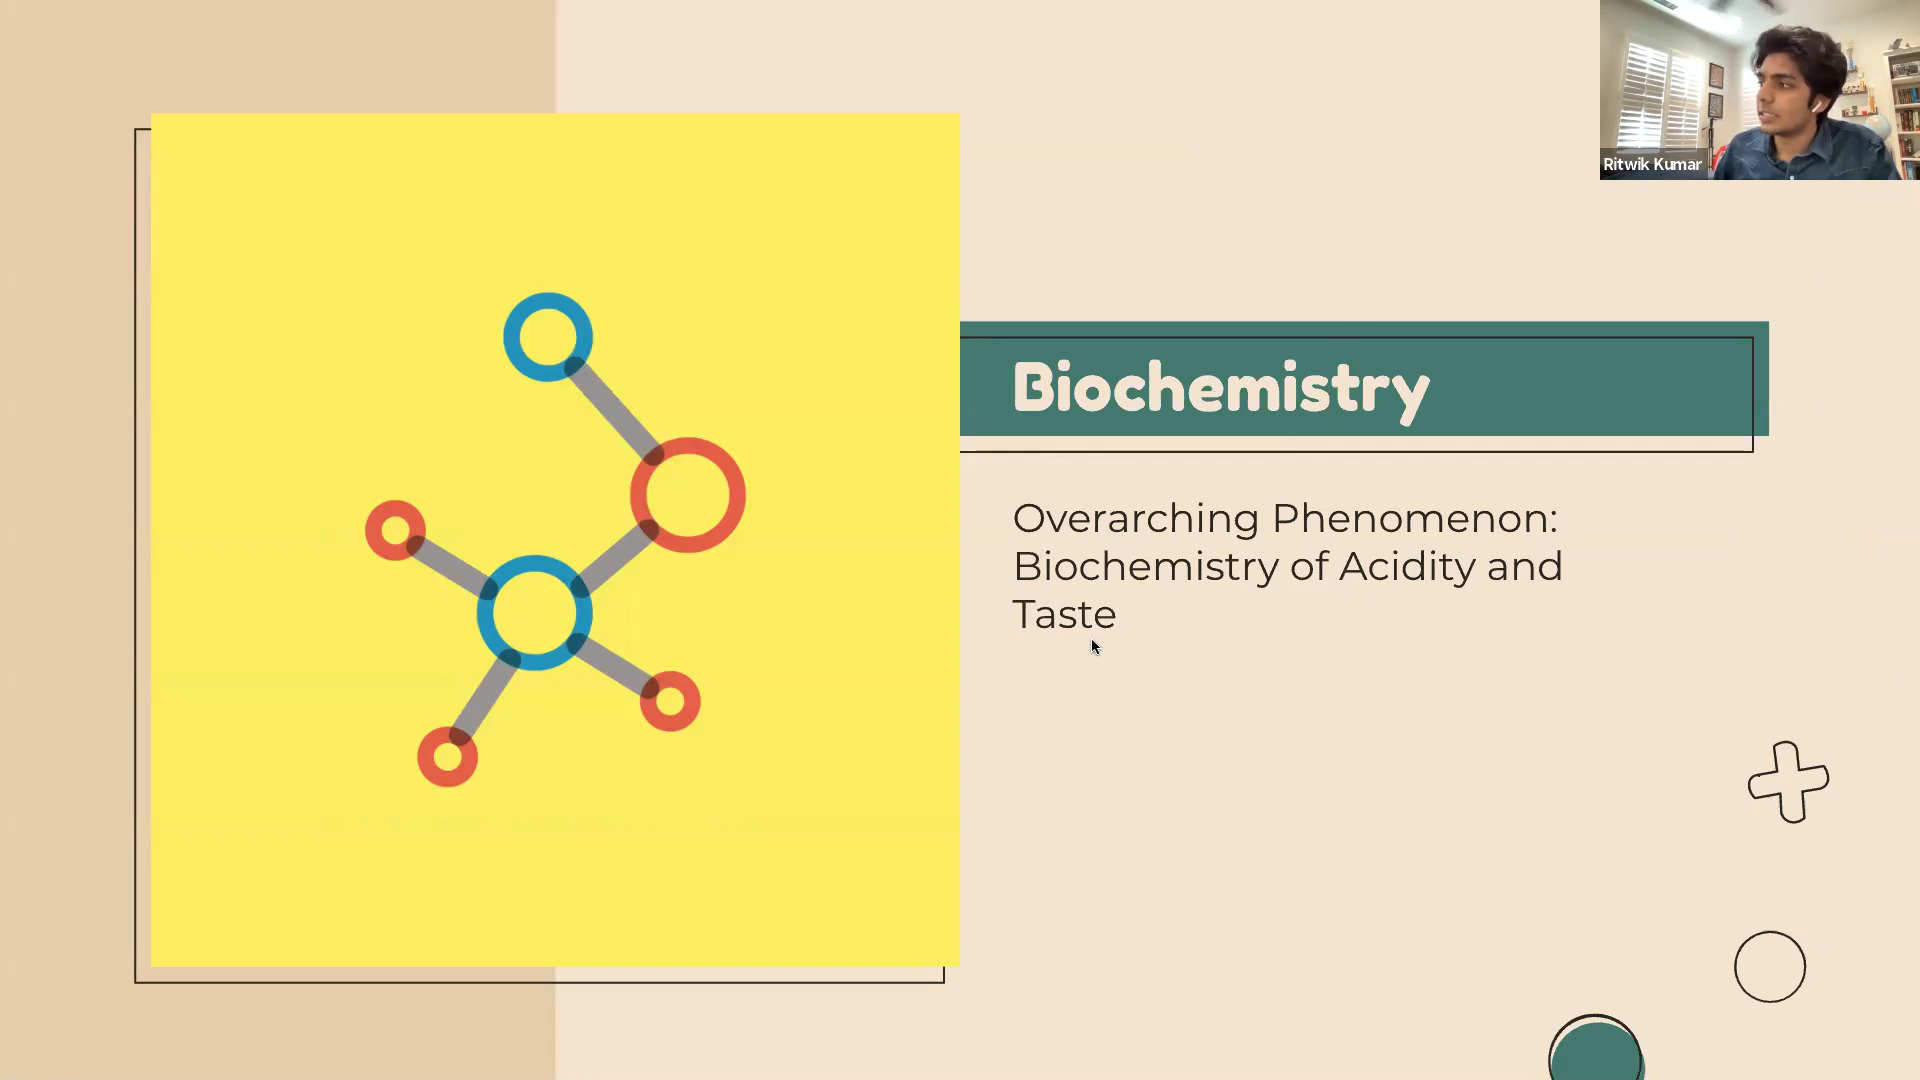 Ritwik Kumar
Biochemistry
Overarching Phenomenon:
Biochemistry of Acidity and
Taste